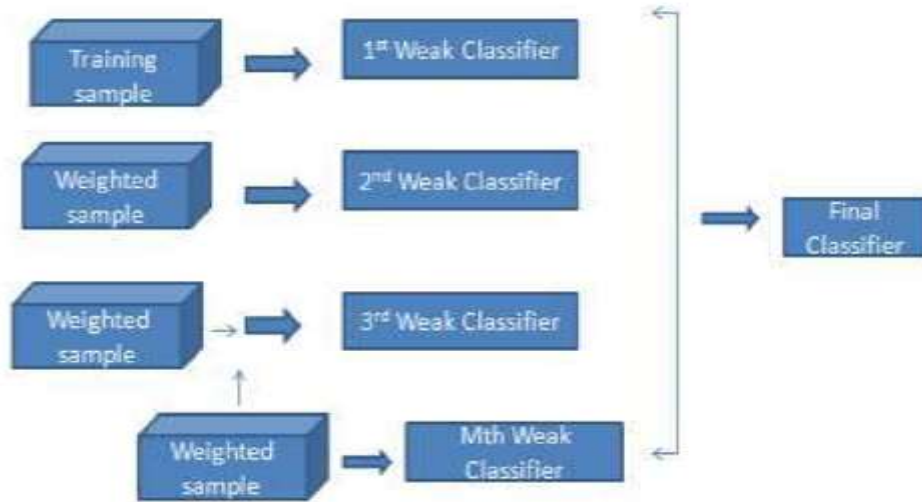 Training
sample
1st Weak Classifier
Weighted
sample
2nd Weak Classifier
Final
Classifier
Weighted
sample
3rd Weak Classifier
Weighted
sample
Mth Weak
Classifier